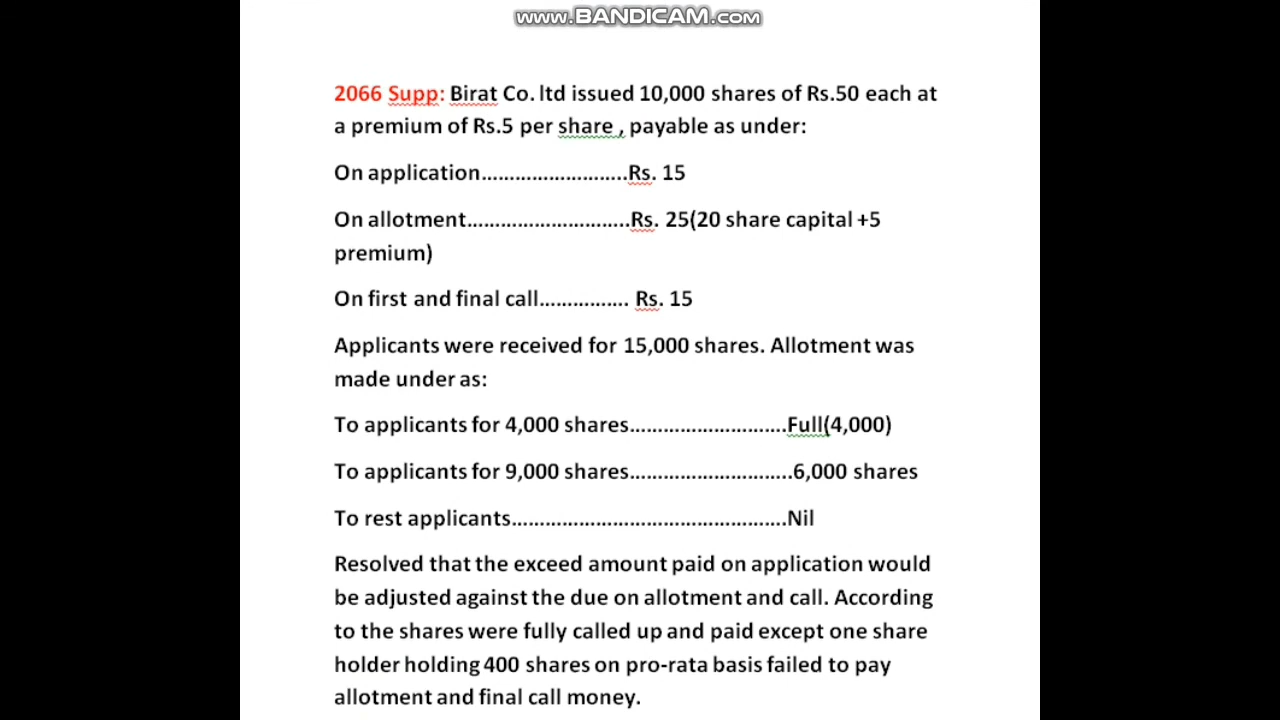 www.BANDICAM.com
2066 Supp: Birat Co. ltd issued 10,000 shares of Rs.50 each at
a premium of Rs.5 per share , payable as under:
On application..........................Rs. 15
On allotment.............................Rs. 25(20 share capital +5
premium)
On first and final call................ Rs. 15
Applicants were received for 15,000 shares. Allotment was
made under as:
To applicants for 4,000 shares............................Full(4,000)
To applicants for 9,000 shares.............................6,000 shares
To rest applicants.................................................Nil
Resolved that the exceed amount paid on application would
be adjusted against the due on allotment and call. According
to the shares were fully called up and paid except one share
holder holding 400 shares on pro-rata basis failed to pay
allotment and final call money.